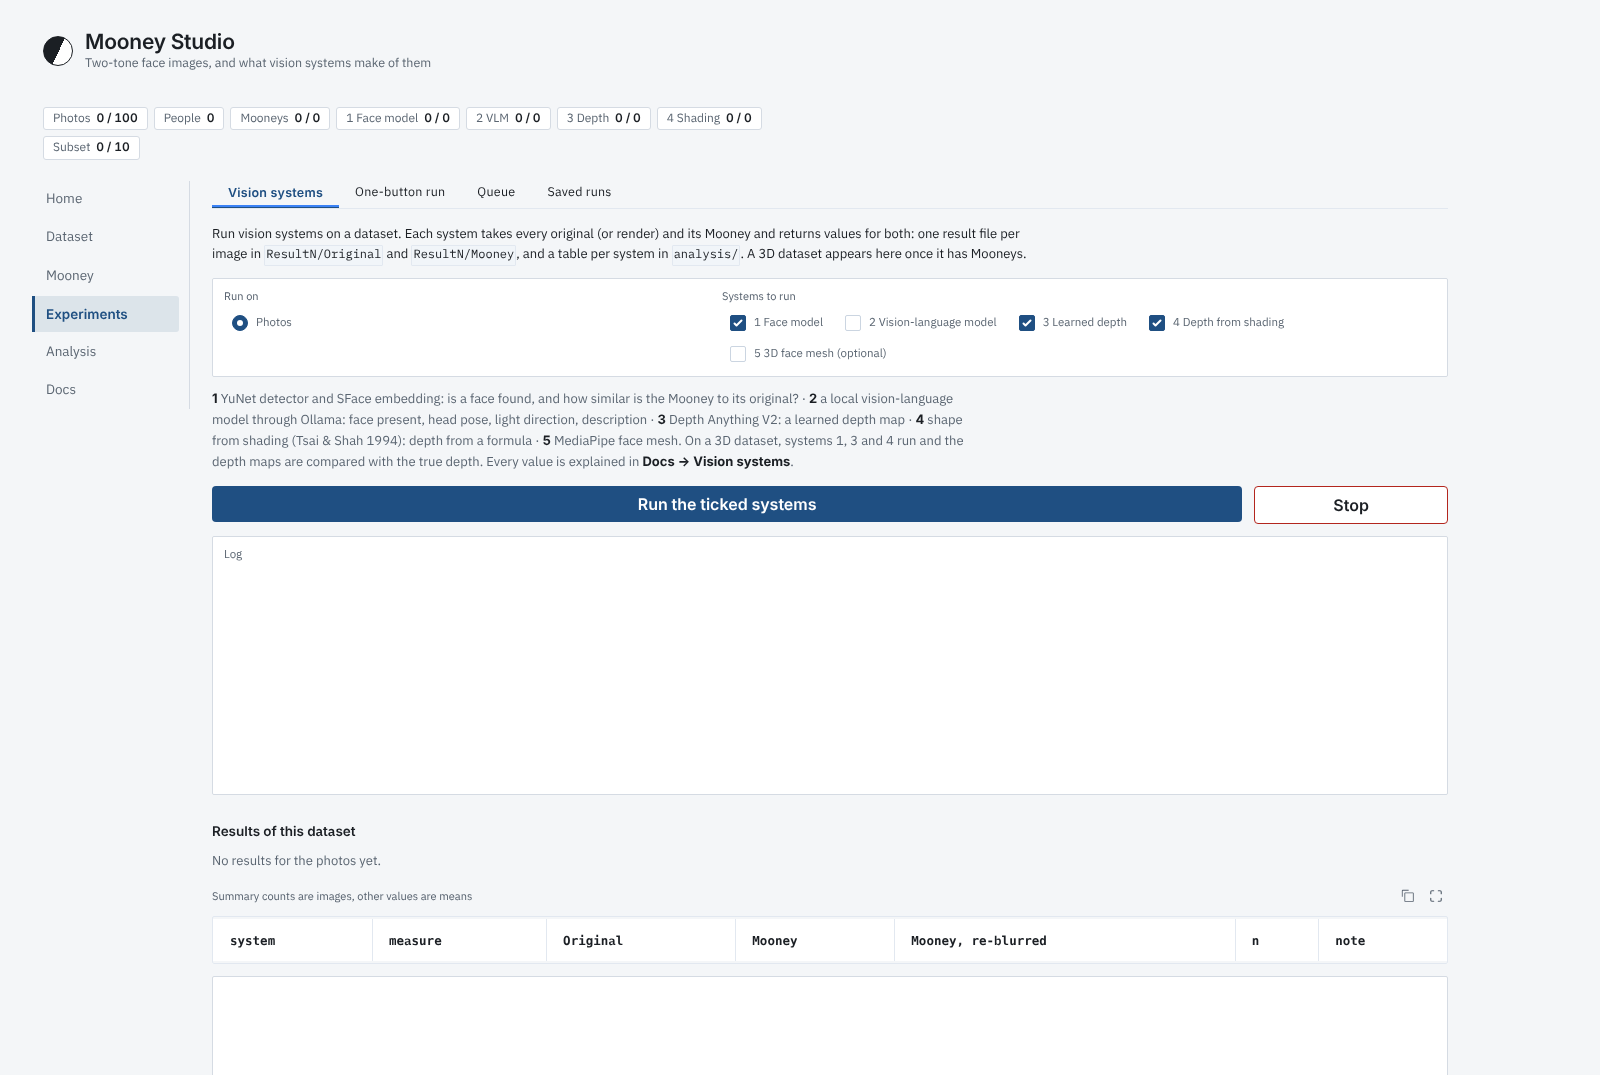 Mooney Studio
Two-tone face images, and what vision systems make of them
Photos 0 / 100 People 0 Mooneys 0 / 0 1 Face model 0 / 0 2 VLM 0 / 0 3 Depth 0 / 0 4 Shading 0 / 0
Subset 0 / 10
Home
Dataset
Mooney
Experiments
Analysis
Docs
Vision systems One-button run Queue Saved runs
Run vision systems on a dataset. Each system takes every original (or render) and its Mooney and returns values for both: one result file per
image in ResultN/Original and ResultN/Mooney, and a table per system in analysis/. A 3D dataset appears here once it has Mooneys.
Run on
Photos
Systems to run
1 Face model 2 Vision-language model 3 Learned depth 4 Depth from shading
5 3D face mesh (optional)
1 YuNet detector and SFace embedding: is a face found, and how similar is the Mooney to its original? · 2 a local vision-language
model through Ollama: face present, head pose, light direction, description · 3 Depth Anything V2: a learned depth map · 4 shape
from shading (Tsai & Shah 1994): depth from a formula · 5 MediaPipe face mesh. On a 3D dataset, systems 1, 3 and 4 run and the
depth maps are compared with the true depth. Every value is explained in Docs → Vision systems.
Run the ticked systems Stop
Log
Results of this dataset
No results for the photos yet.
Summary counts are images, other values are means
system measure Original Mooney Mooney, re-blurred n note